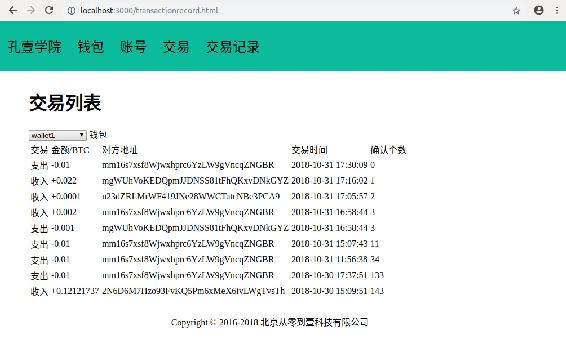 localhost:3000/transactionrecord.html
孔壹学院 钱包 账号 交易 交易记录
交易列表
wallet1 钱包
交易 金额/BTC 对方地址 交易时间 确认个数
支出 -0.01 mm16s7xsf8Wjwxhprc6YzLW9gVncqZNGBR 2018-10-31 17:30:09 0
收入 +0.022 mgWUhVoKEDQpmJJDNSS81tFhQKxvDNkGYZ 2018-10-31 17:16:02 1
收入 +0.0001 2018-10-31 17:05:57 2
收入 +0.002 mm16s7xsf8Wjwxhprc6YzLW9gVncqZNGBR 2018-10-31 16:58:44 3
支出 -0.001 mgWUhVoKEDQpmJJDNSS81tFhQKxvDNkGYZ 2018-10-31 16:58:44 3
支出 -0.01 mm16s7xsf8Wjwxhprc6YzLW9gVncqZNGBR 2018-10-31 15:07:43 11
支出 -0.01 mm16s7xsf8Wjwxhprc6YzLW9gVncqZNGBR 2018-10-31 11:56:38 34
支出 -0.01 mm16s7xsf8Wjwxhprc6YzLW9gVncqZNGBR 2018-10-30 17:37:51 133
收入 +0.12121737 2018-10-30 15:09:51 143
Copyright © 2016-2018 北京从零到壹科技有限公司